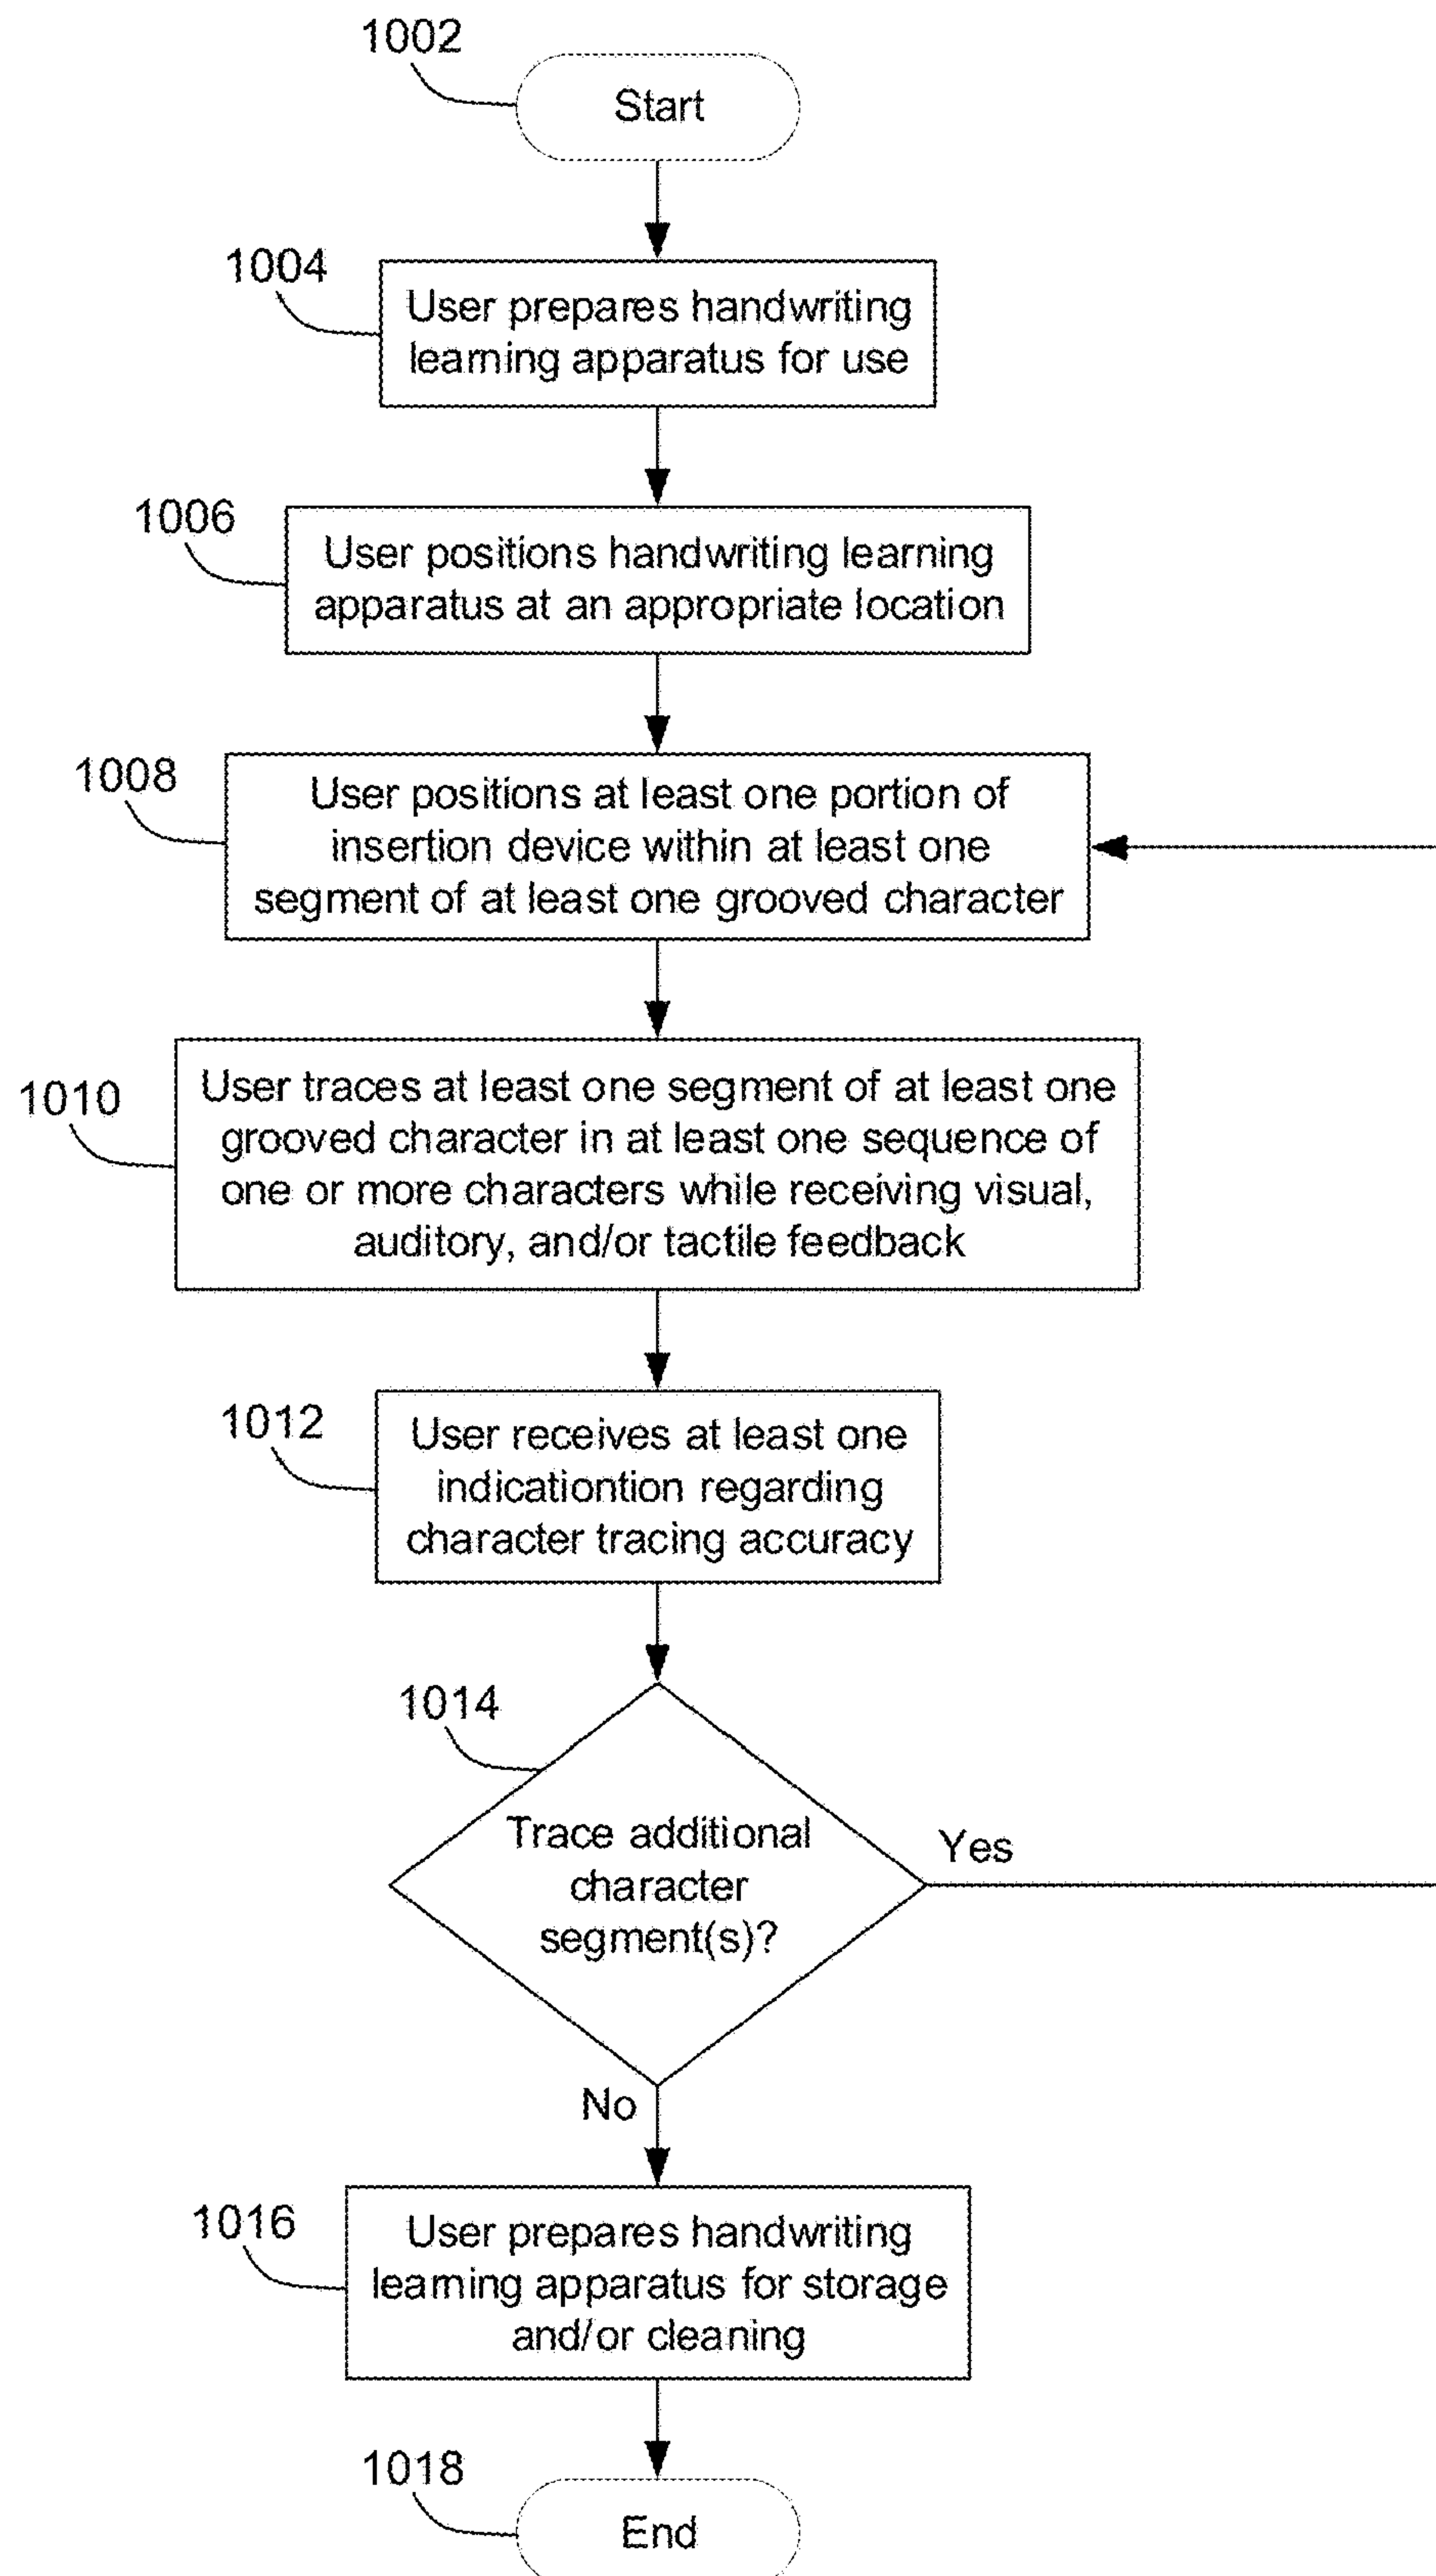 1002
Start
1004
User prepares handwriting
learning apparatus for use
1006
User positions handwriting learning
apparatus at an appropriate location
1008
User positions at least one portion of
insertion device within at least one
segment of at least one grooved character
1010
User traces at least one segment of at least one
grooved character in at least one sequence of
one or more characters while receiving visual,
auditory, and/or tactile feedback
1012
User receives at least one
indicationtion regarding
character tracing accuracy
1014
Trace additional
character
segment(s)?
Yes
No
1016
User prepares handwriting
learning apparatus for storage
and/or cleaning
1018
End